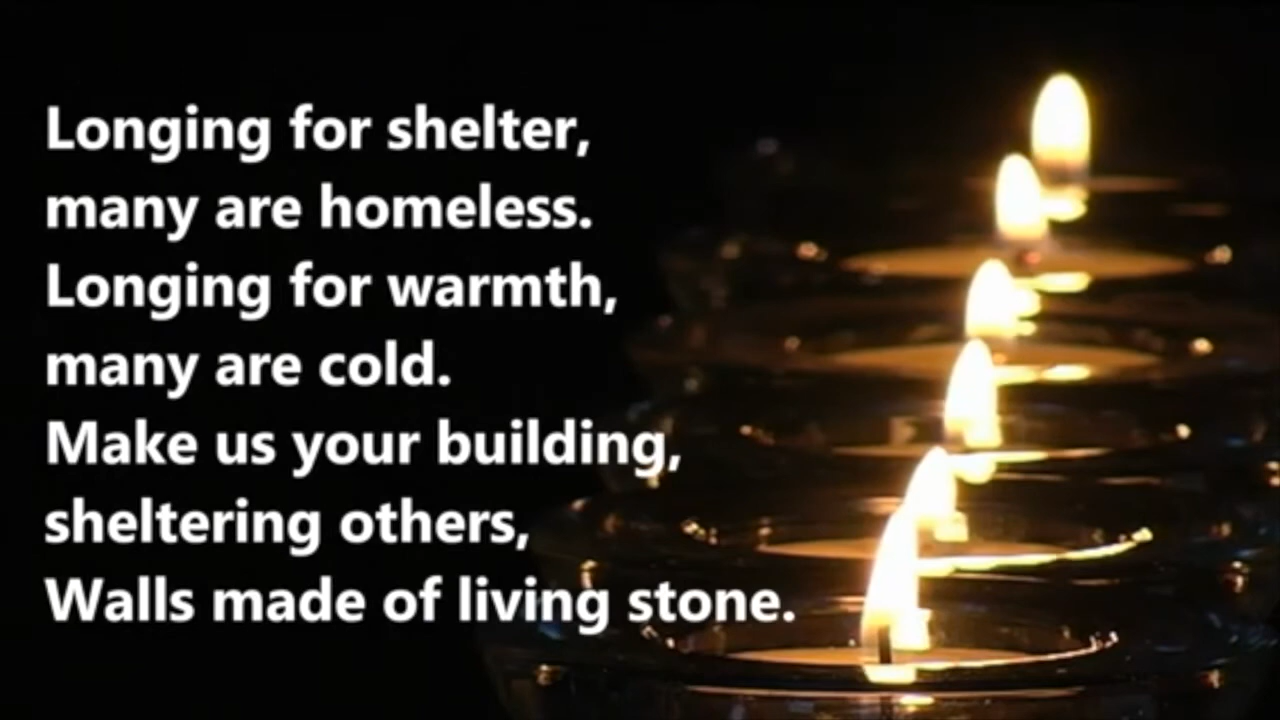 Longing for shelter,
many are homeless.
Longing for warmth,
many are cold.
Make us your building,
sheltering others,
Walls made of living stone.